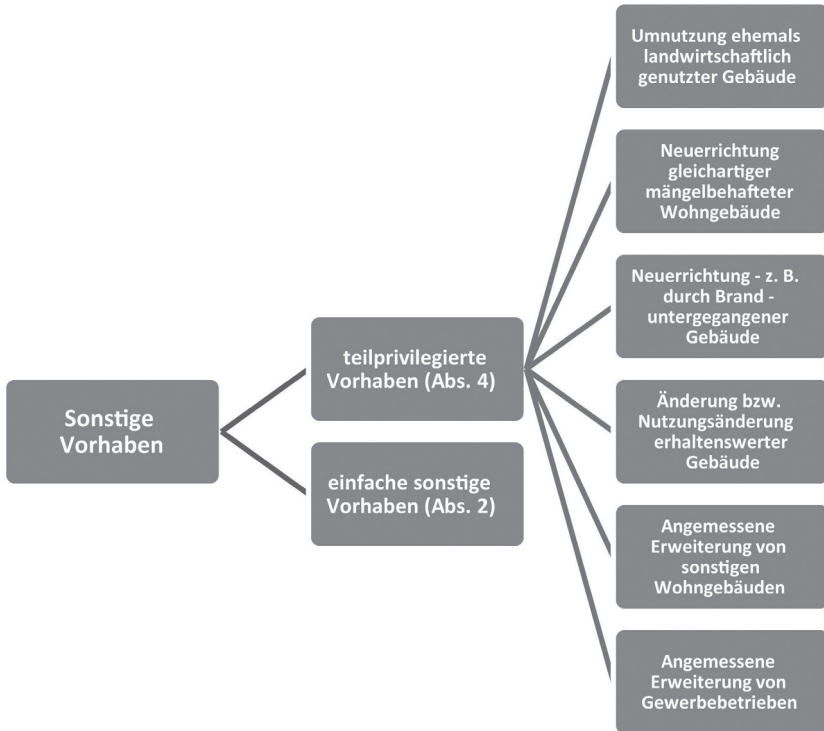 Sonstige
Vorhaben
teilprivilegierte
Vorhaben (Abs. 4)
einfache sonstige
Vorhaben (Abs. 2)
Umnutzung ehemals
landwirtschaftlich
genutzter Gebäude
Neuerrichtung
gleichartiger
mängelbehafteter
Wohngebäude
Neuerrichtung - z. B.
durch Brand -
untergegangener
Gebäude
Änderung bzw.
Nutzungsänderung
erhaltenswerter
Gebäude
Angemessene
Erweiterung von
sonstigen
Wohngebäuden
Angemessene
Erweiterung von
Gewerbebetrieben